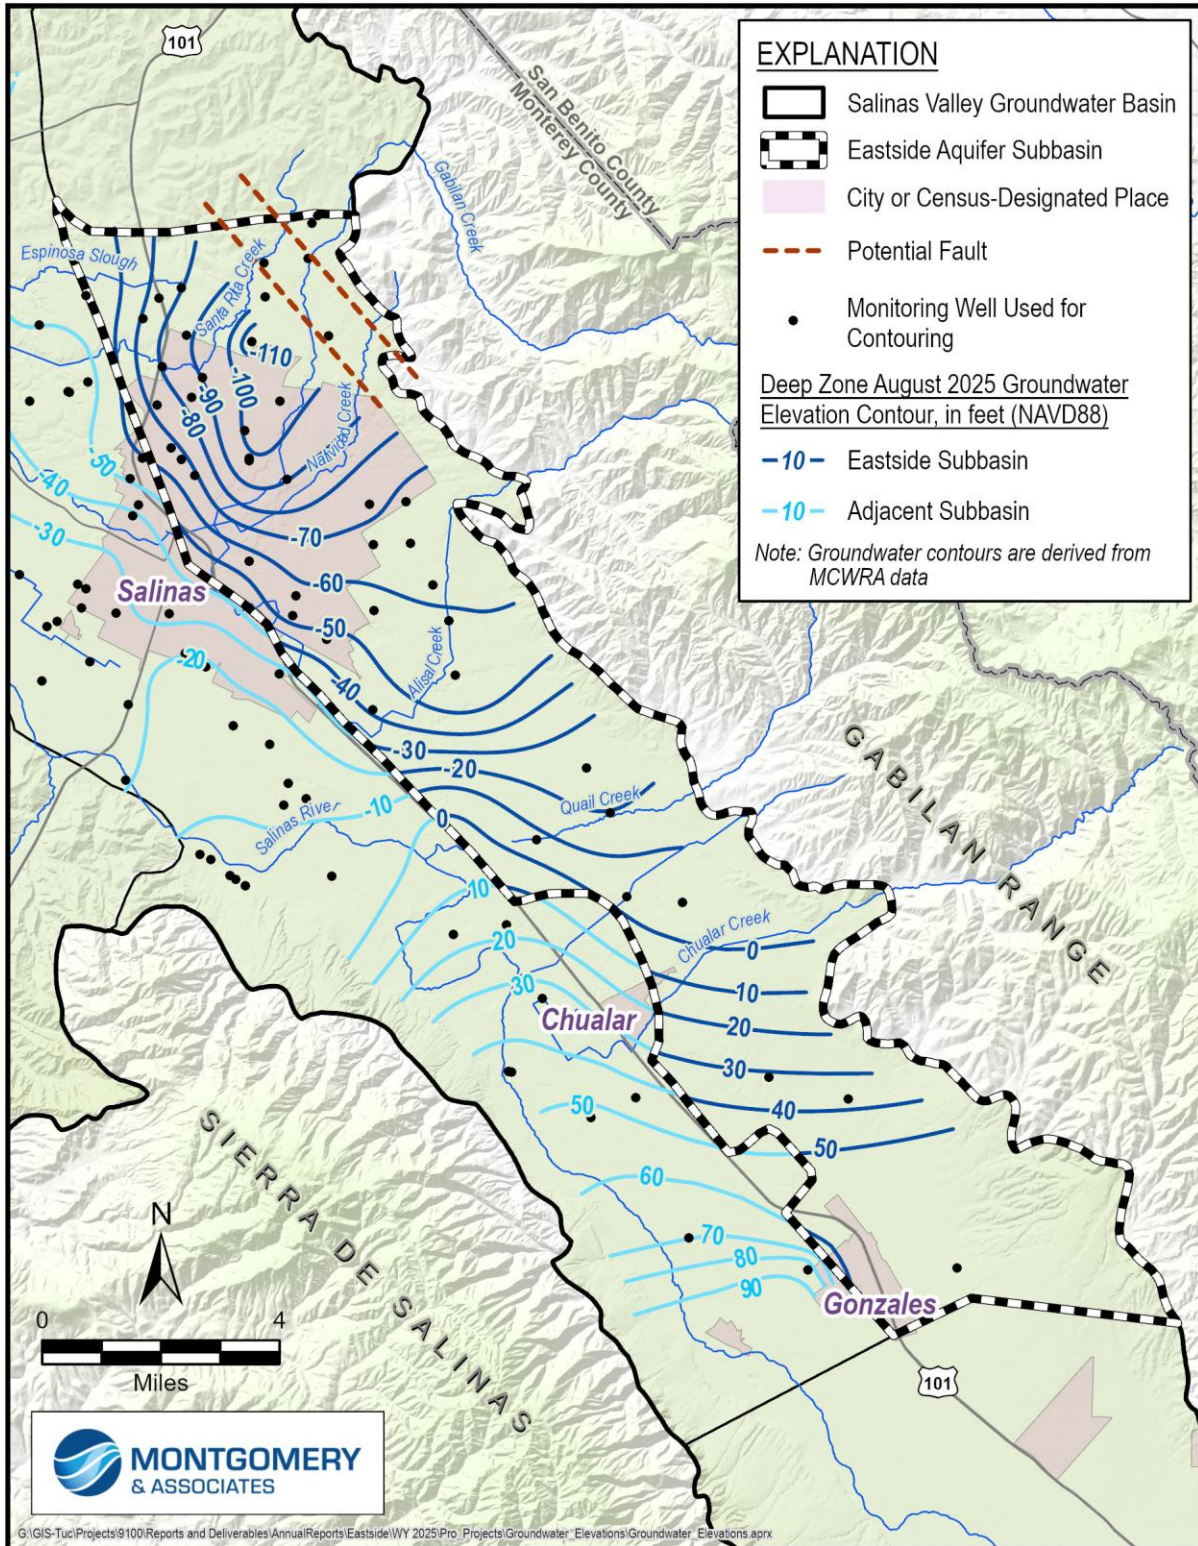 101
San Benito County
Monterey County
EXPLANATION
Salinas Valley Groundwater Basin
Eastside Aquifer Subbasin
City or Census-Designated Place
Potential Fault
Monitoring Well Used for
Contouring
Deep Zone August 2025 Groundwater
Elevation Contour, in feet (NAVD88)
10 Eastside Subbasin
10 Adjacent Subbasin
Note: Groundwater contours are derived from
MCWRA data
Gabilan Creek
Espinosa Slough
Santa Rita Creek
-110
-100
-90
-80
Natividad Creek
-50
-40
-30
-70
-60
Salinas
-50
Alisal Creek
-20
-40
-30
-20
Quail Creek
-10
0
Salinas River
GABILAN RANGE
10
Chualar Creek
20
0
30
10
Chualar
20
30
50
40
50
60
70
80
90
Gonzales
SIERRA DE SALINAS
N
0 4
Miles
101
MONTGOMERY
& ASSOCIATES
G:\GIS-Tuc\Projects\9100\Reports and Deliverables\AnnualReports\Eastside\WY 2025\Pro_Projects\Groundwater_Elevations\Groundwater_Elevations.aprx